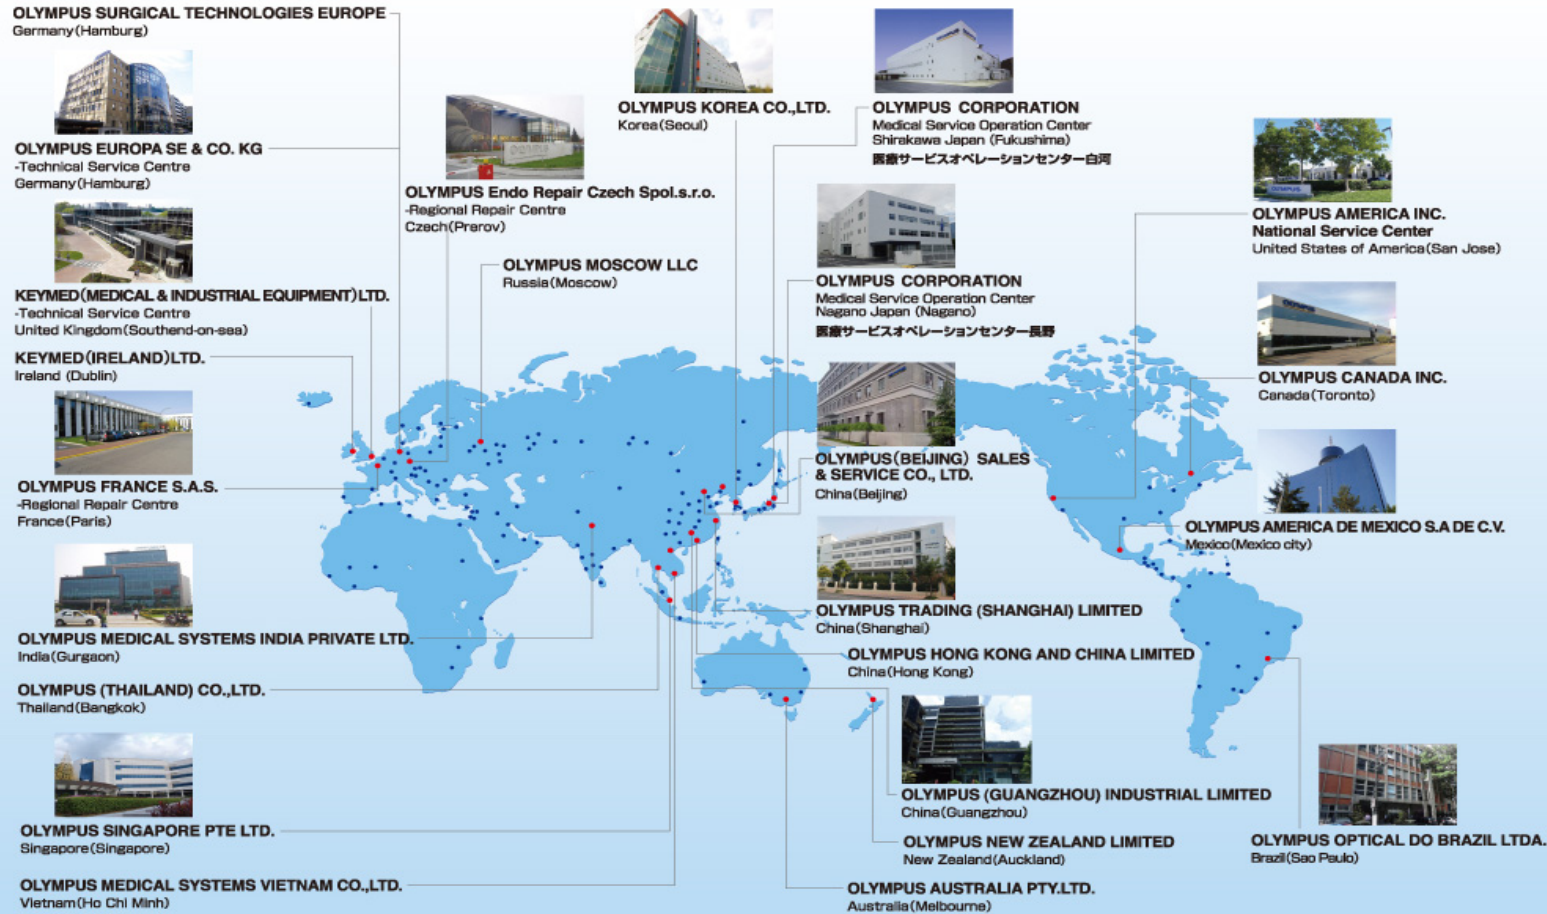 OLYMPUS SURGICAL TECHNOLOGIES EUROPE
Germany(Hamburg)
OLYMPUS EUROPA SE & CO. KG
-Technical Service Centre
Germany(Hamburg)
KEYMED(MEDICAL & INDUSTRIAL EQUIPMENT)LTD.
-Technical Service Centre
United Kingdom(Southend-on-sea)
KEYMED(IRELAND)LTD.
Ireland (Dublin)
OLYMPUS FRANCE S.A.S.
-Regional Repair Centre
France(Paris)
OLYMPUS MEDICAL SYSTEMS INDIA PRIVATE LTD.
India(Gurgaon)
OLYMPUS (THAILAND) CO.,LTD.
Thailand(Bangkok)
OLYMPUS SINGAPORE PTE LTD.
Singapore(Singapore)
OLYMPUS MEDICAL SYSTEMS VIETNAM CO.,LTD.
Vietnam(Ho Chi Minh)
OLYMPUS
OLYMPUS Endo Repair Czech Spol.s.r.o.
-Regional Repair Centre
Czech(Prerov)
OLYMPUS MOSCOW LLC
Russia(Moscow)
OLYMPUS KOREA CO.,LTD.
Korea(Seoul)
OLYMPUS CORPORATION
Medical Service Operation Center
Shirakawa Japan (Fukushima)
医療サービスオペレーションセンター白河
OLYMPUS CORPORATION
Medical Service Operation Center
Nagano Japan (Nagano)
医療サービスオペレーションセンター長野
OLYMPUS(BEIJING) SALES
& SERVICE CO., LTD.
China(Beijing)
OLYMPUS TRADING (SHANGHAI) LIMITED
China(Shanghai)
OLYMPUS HONG KONG AND CHINA LIMITED
China(Hong Kong)
OLYMPUS (GUANGZHOU) INDUSTRIAL LIMITED
China(Guangzhou)
OLYMPUS NEW ZEALAND LIMITED
New Zealand(Auckland)
OLYMPUS AUSTRALIA PTY.LTD.
Australia(Melbourne)
OLYMPUS
OLYMPUS AMERICA INC.
National Service Center
United States of America(San Jose)
OLYMPUS
OLYMPUS CANADA INC.
Canada(Toronto)
OLYMPUS AMERICA DE MEXICO S.A DE C.V.
Mexico(Mexico city)
OLYMPUS OPTICAL DO BRAZIL LTDA.
Brazil(Sao Paulo)